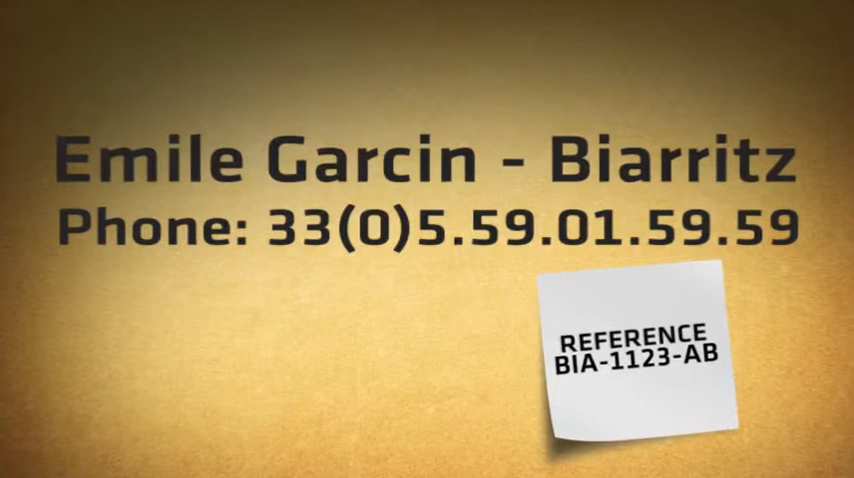 Emile Garcin - Biarritz
Phone: 33(0)5.59.01.59.59
REFERENCE
BIA-1123-AB